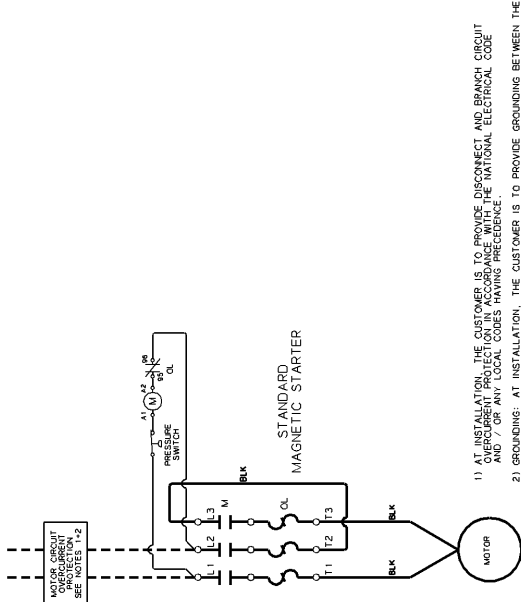 MOTOR CIRCUIT
OVERCURRENT
PROTECTION
SEE NOTES 1+2
PRESSURE
SWITCH
A1
M
A2
95
96
OL
STANDARD
MAGNETIC STARTER
BLK
L1
L2
L3
M
OL
T1
T2
T3
BLK
BLK
MOTOR
1) AT INSTALLATION, THE CUSTOMER IS TO PROVIDE DISCONNECT AND BRANCH CIRCUIT
OVERCURRENT PROTECTION IN ACCORDANCE WITH THE NATIONAL ELECTRICAL CODE
AND / OR ANY LOCAL CODES HAVING PRECEDENCE.
2) GROUNDING: AT INSTALLATION, THE CUSTOMER IS TO PROVIDE GROUNDING BETWEEN THE